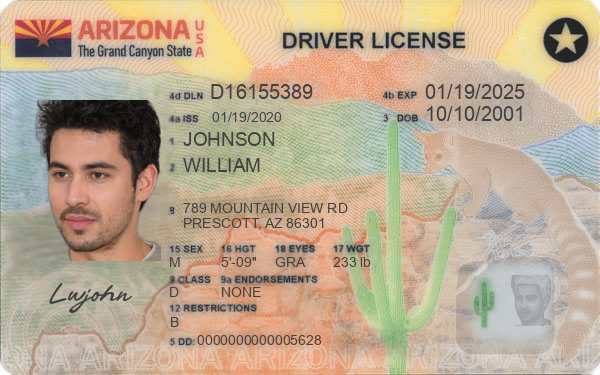 ARIZONA USA
The Grand Canyon State
DRIVER LICENSE
4d DLN D16155389 4b EXP 01/19/2025
4a ISS 01/19/2020 3 DOB 10/10/2001
1 JOHNSON
2 WILLIAM
8 789 MOUNTAIN VIEW RD
PRESCOTT, AZ 86301
15 SEX 16 HGT 18 EYES 17 WGT
M 5'-09" GRA 233 lb
9 CLASS 9a ENDORSEMENTS
D NONE
12 RESTRICTIONS
B
5 DD: 0000000000005628
Lwjohn
ARIZONA ARIZONA ARIZONA ARIZONA